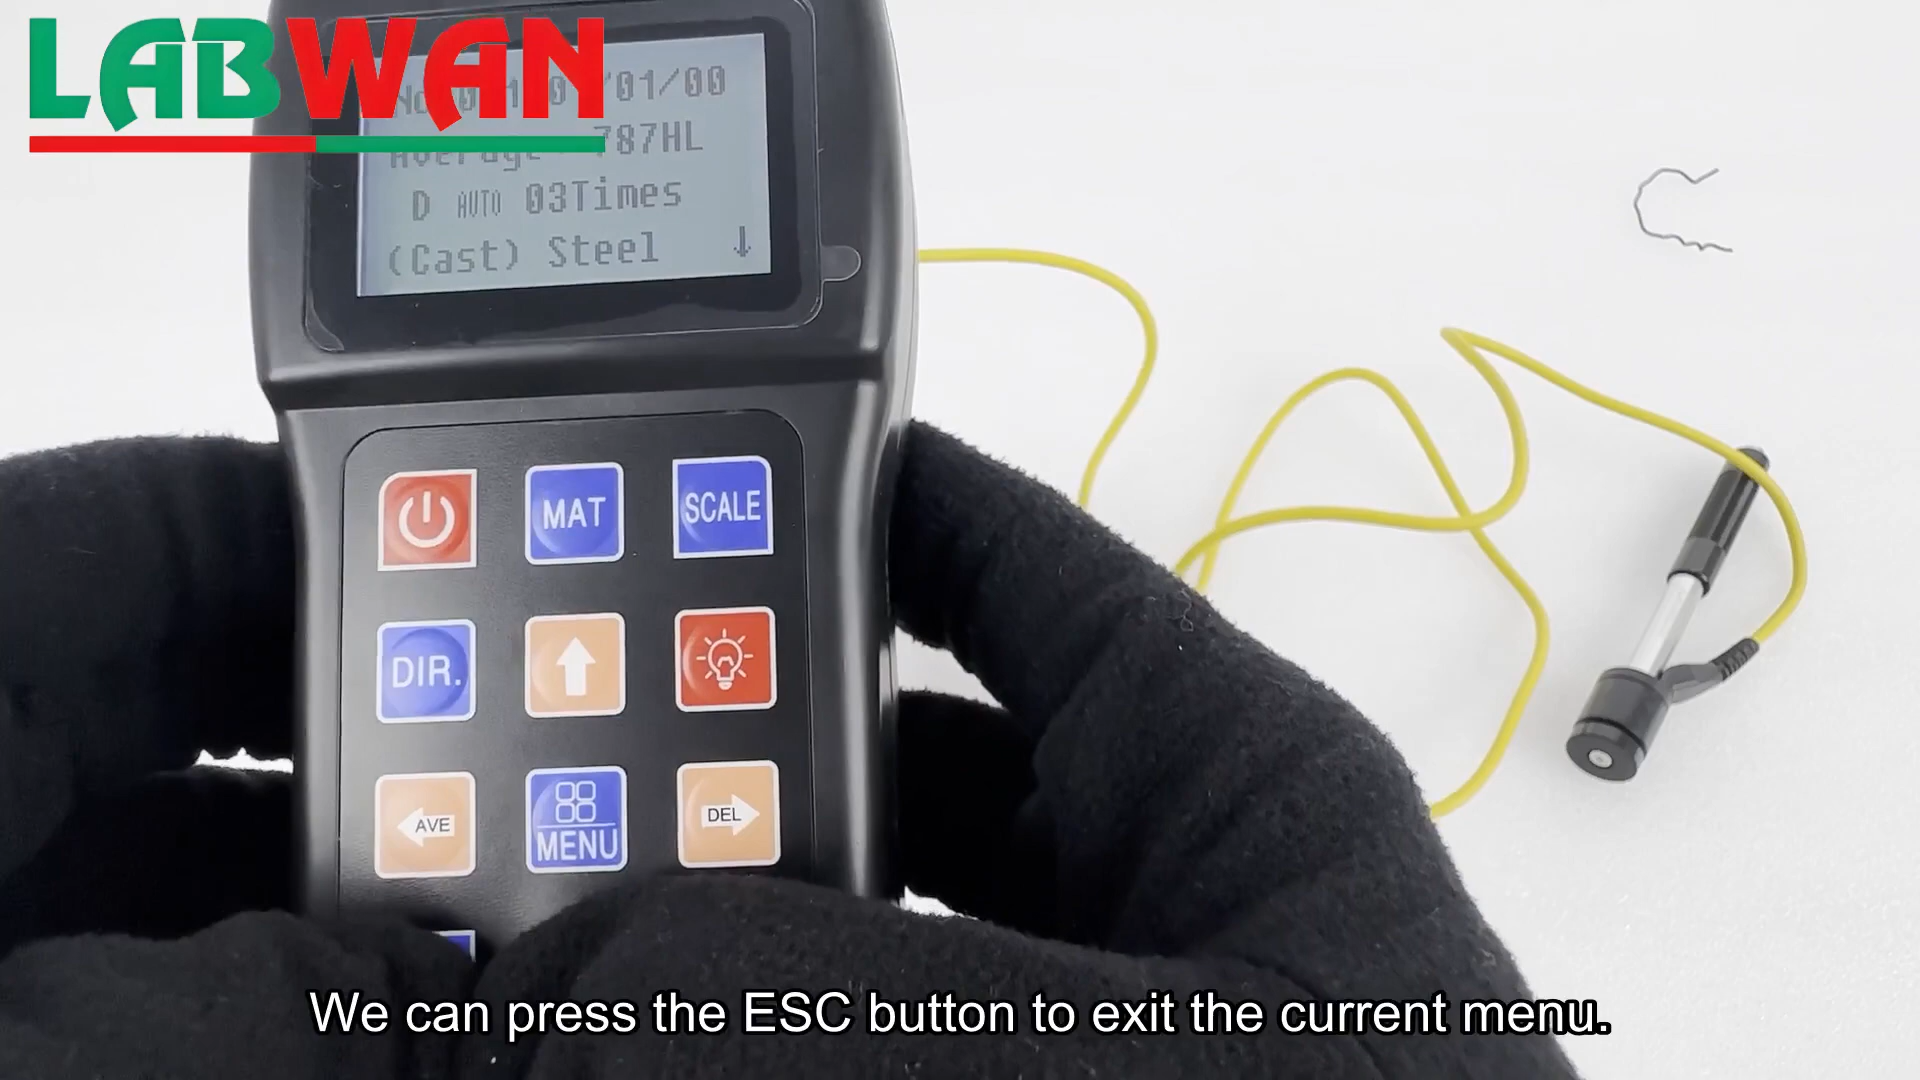 LABWAN
/01/00
Average 787HL
D AUTO 03Times
(Cast) Steel ↓
MAT SCALE
DIR.
AVE MENU DEL
We can press the ESC button to exit the current menu.